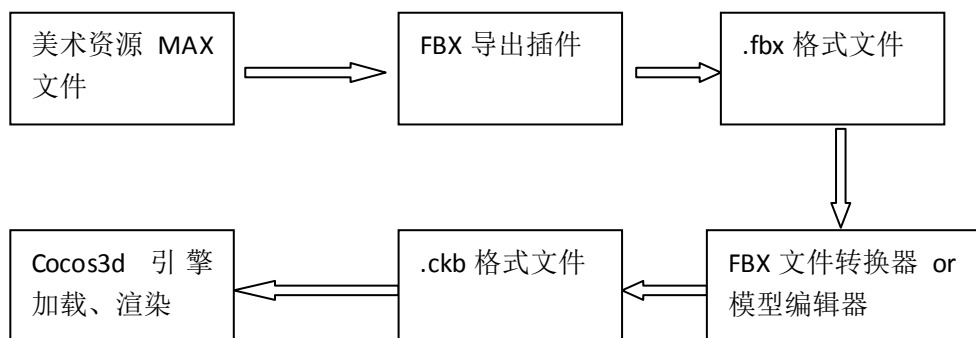 美术资源 MAX
文件
FBX 导出插件
.fbx 格式文件
Cocos3d 引擎
加载、渲染
.ckb 格式文件
FBX 文件转换器 or
模型编辑器